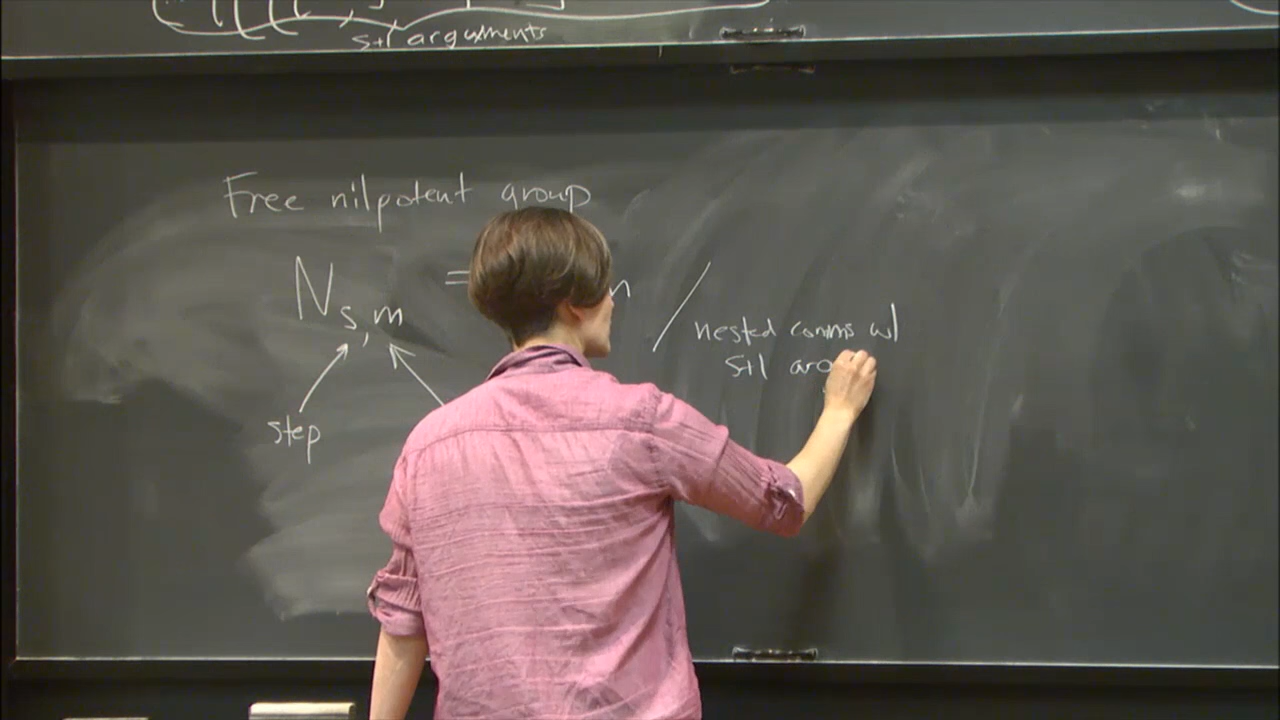 s+1 arguments
Free nilpotent group
N s,m = m / nested comms w/
s+1 arg
step